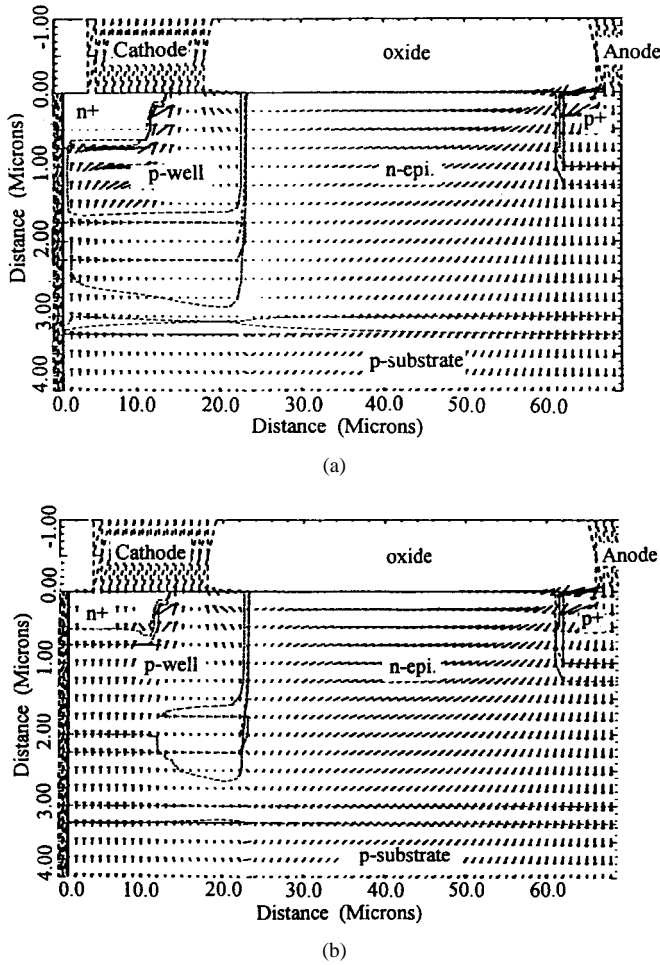 -1.00
0.00
1.00
2.00
3.00
4.00
Distance (Microns)
Cathode
oxide
Anode
n+
p-well
n-epi.
p+
p-substrate
0.0 10.0 20.0 30.0 40.0 50.0 60.0
Distance (Microns)
(a)
-1.00
0.00
1.00
2.00
3.00
4.00
Distance (Microns)
Cathode
oxide
Anode
n+
p-well
n-epi.
p+
p-substrate
0.0 10.0 20.0 30.0 40.0 50.0 60.0
Distance (Microns)
(b)